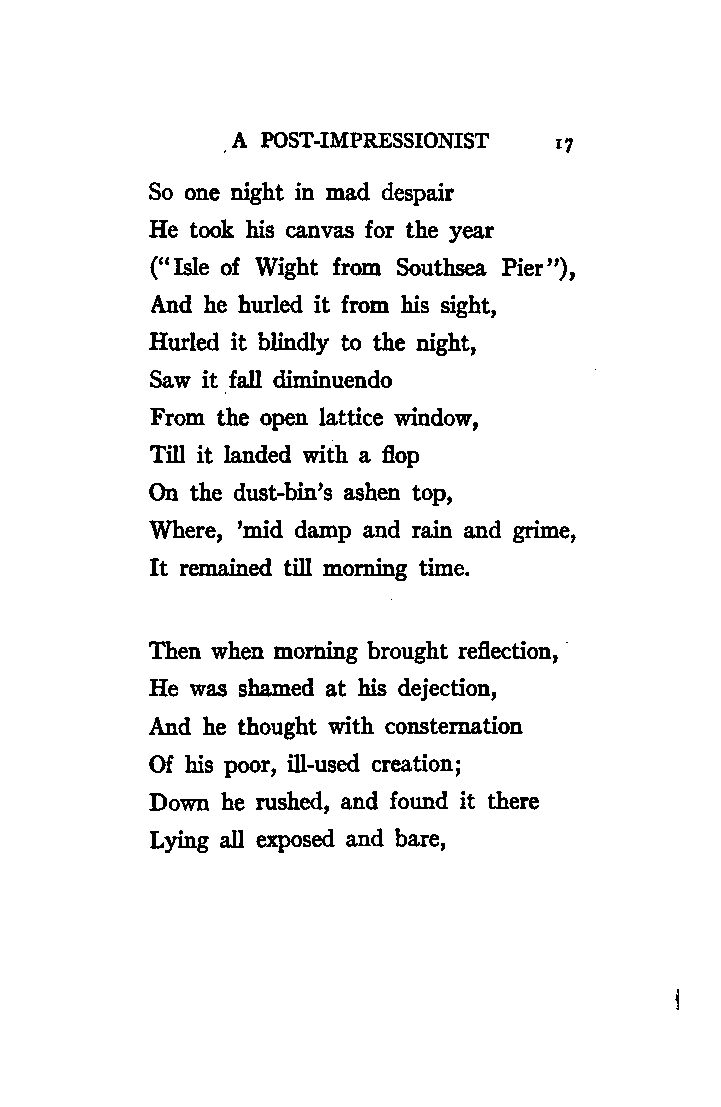 A POST-IMPRESSIONIST 17
So one night in mad despair
He took his canvas for the year
("Isle of Wight from Southsea Pier"),
And he hurled it from his sight,
Hurled it blindly to the night,
Saw it fall diminuendo
From the open lattice window,
Till it landed with a flop
On the dust-bin's ashen top,
Where, 'mid damp and rain and grime,
It remained till morning time.

Then when morning brought reflection,
He was shamed at his dejection,
And he thought with consternation
Of his poor, ill-used creation;
Down he rushed, and found it there
Lying all exposed and bare,